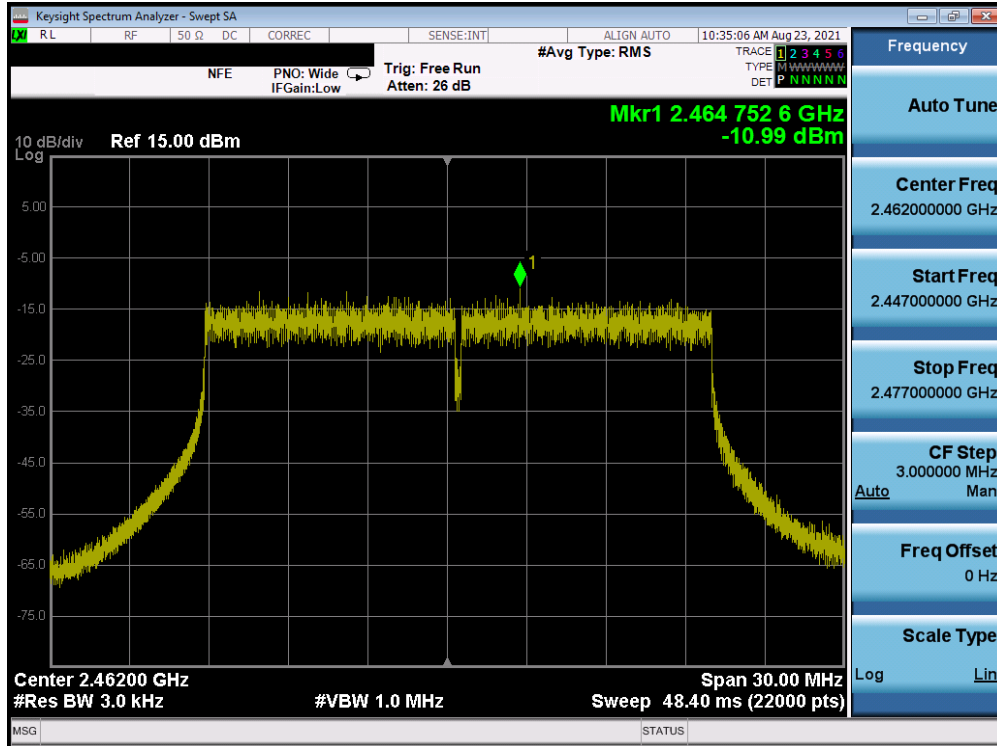 Keysight Spectrum Analyzer - Swept SA
LXI RL RF 50 Ω DC CORREC SENSE:INT ALIGN AUTO 10:35:06 AM Aug 23, 2021
NFE PNO: Wide IFGain:Low Trig: Free Run Atten: 26 dB #Avg Type: RMS
TRACE 1 2 3 4 5 6
TYPE M WWWWW
DET P N N N N N
Mkr1 2.464 752 6 GHz
-10.99 dBm
10 dB/div Ref 15.00 dBm
Log
5.00
-5.00
1
-15.0
-25.0
-35.0
-45.0
-55.0
-65.0
-75.0
Center 2.46200 GHz Span 30.00 MHz
#Res BW 3.0 kHz #VBW 1.0 MHz Sweep 48.40 ms (22000 pts)
MSG STATUS
Frequency
Auto Tune
Center Freq
2.462000000 GHz
Start Freq
2.447000000 GHz
Stop Freq
2.477000000 GHz
CF Step
3.000000 MHz
Auto Man
Freq Offset
0 Hz
Scale Type
Log Lin